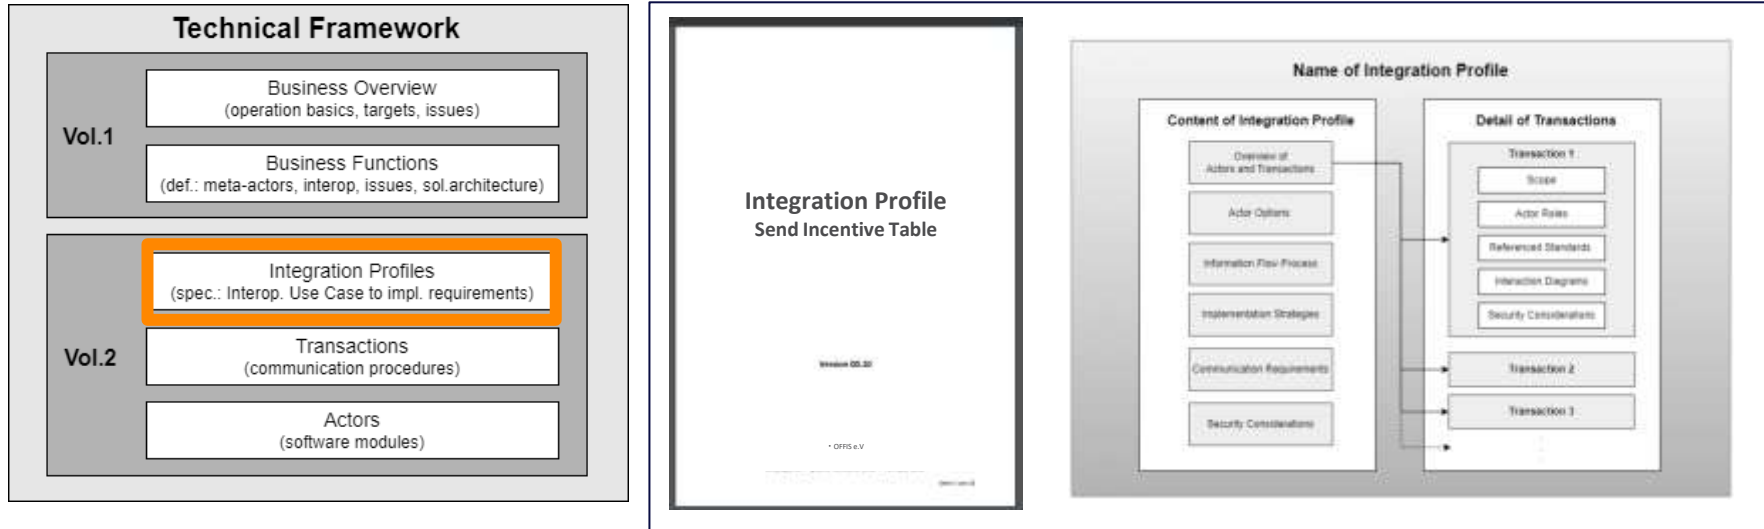 Technical Framework
Vol.1
Business Overview
(operation basics, targets, issues)
Business Functions
(def.: meta-actors, interop, issues, sol.architecture)
Vol.2
Integration Profiles
(spec.: Interop. Use Case to impl. requirements)
Transactions
(communication procedures)
Actors
(software modules)
Integration Profile
Send Incentive Table
Version
• OFFIS e.V
Name of Integration Profile
Content of Integration Profile
Overview of
Actors and Transactions
Actor Options
Information Flow Process
Implementation Strategies
Communication Requirements
Security Considerations
Detail of Transactions
Transaction 1
Scope
Actor Roles
Referenced Standards
Interaction Diagrams
Security Considerations
Transaction 2
Transaction 3